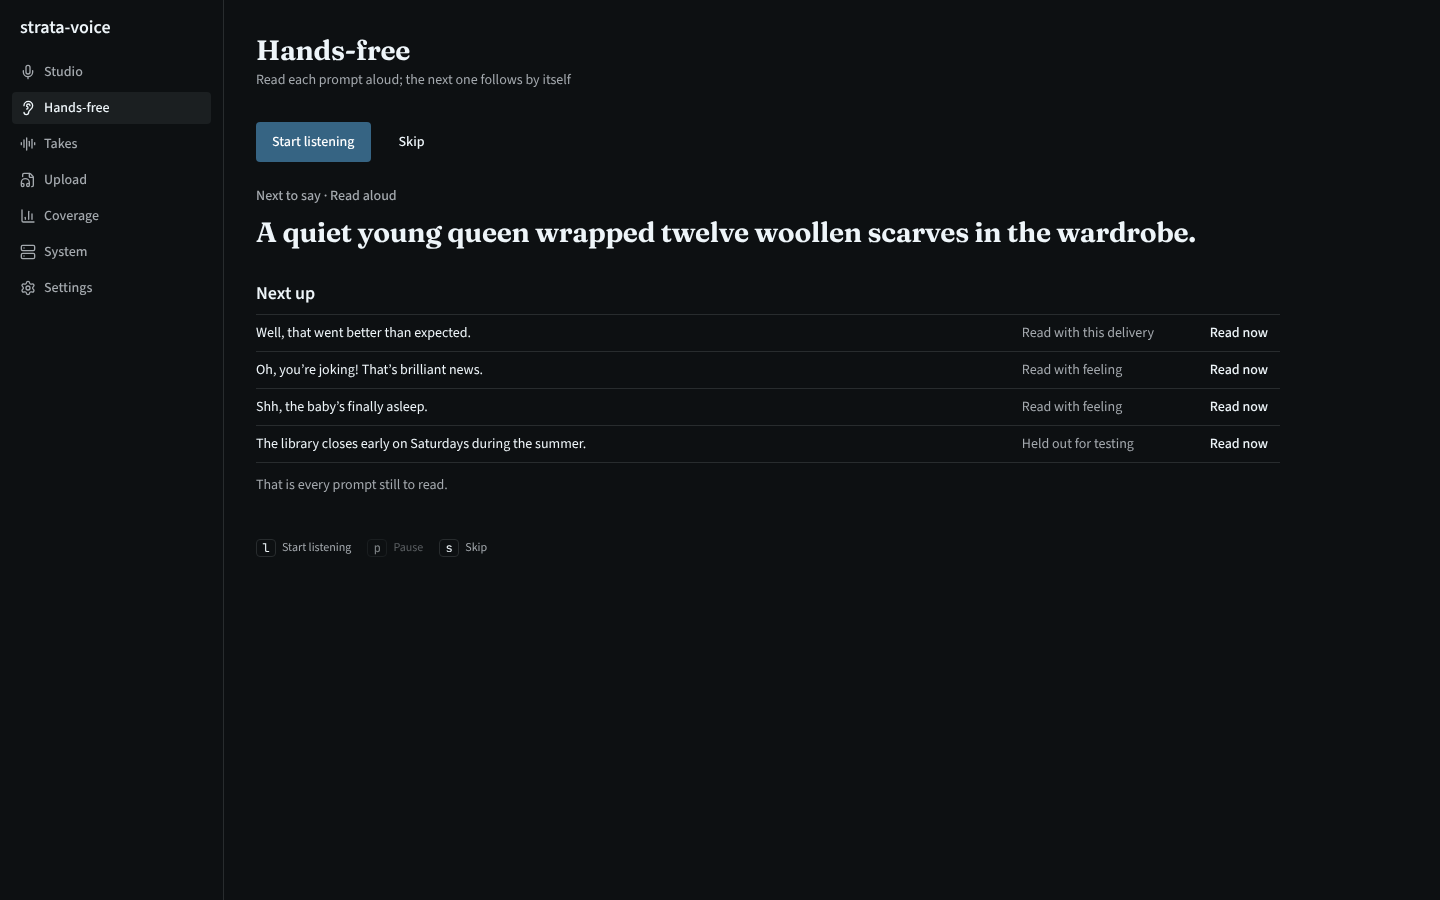 strata-voice
Studio
Hands-free
Takes
Upload
Coverage
System
Settings
Hands-free
Read each prompt aloud; the next one follows by itself
Start listening Skip
Next to say · Read aloud
A quiet young queen wrapped twelve woollen scarves in the wardrobe.
Next up
Well, that went better than expected. Read with this delivery Read now
Oh, you’re joking! That’s brilliant news. Read with feeling Read now
Shh, the baby’s finally asleep. Read with feeling Read now
The library closes early on Saturdays during the summer. Held out for testing Read now
That is every prompt still to read.
l Start listening p Pause s Skip